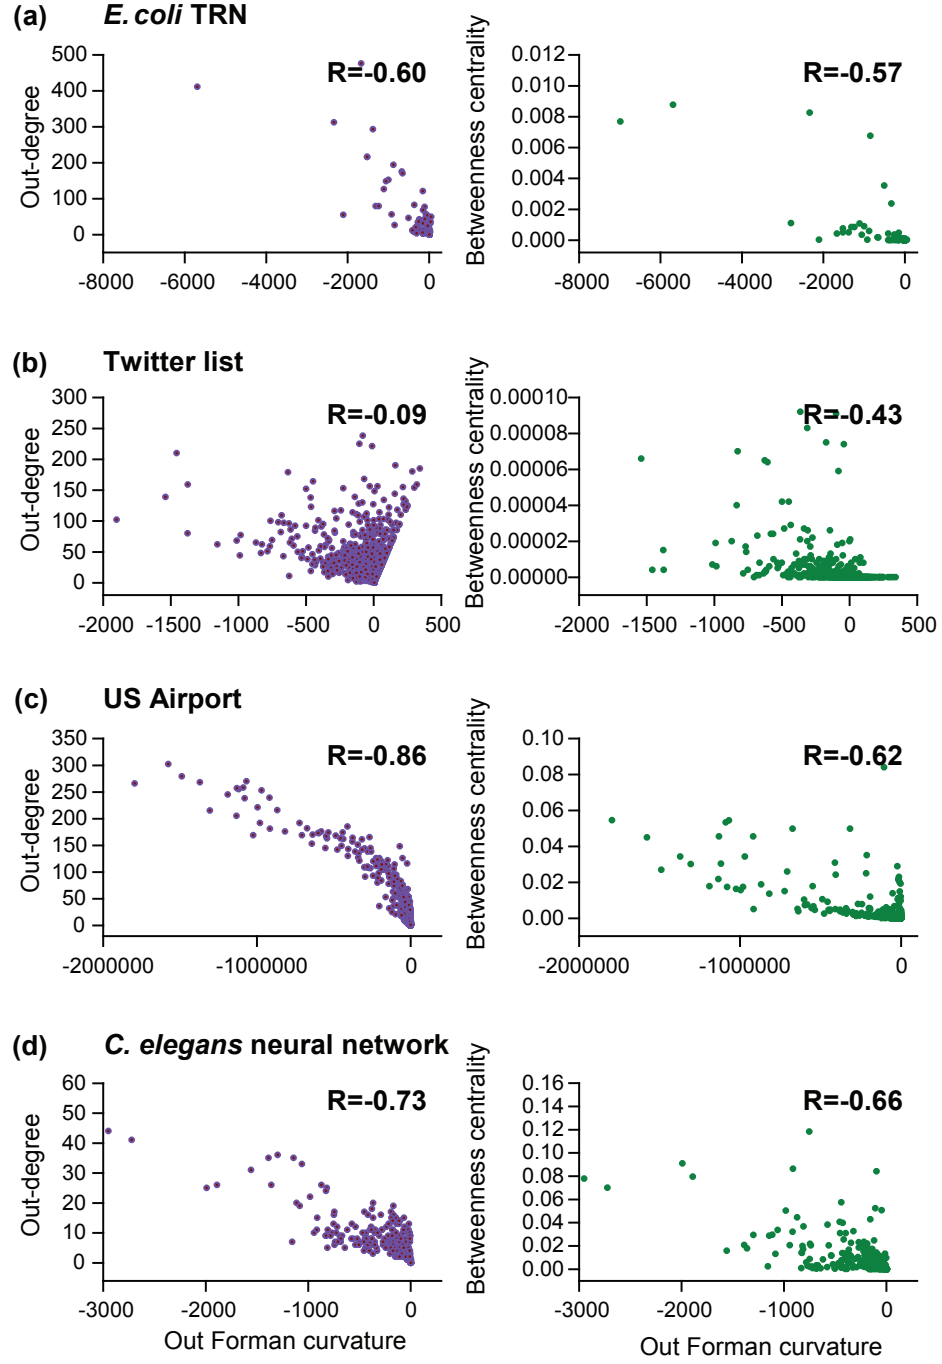 (a) E. coli TRN
R=-0.60
Out-degree
500
400
300
200
100
0
-8000 -6000 -4000 -2000 0
R=-0.57
Betweenness centrality
0.012
0.010
0.008
0.006
0.004
0.002
0.000
-8000 -6000 -4000 -2000 0
(b) Twitter list
R=-0.09
Out-degree
300
250
200
150
100
50
0
-2000 -1500 -1000 -500 0 500
R=-0.43
Betweenness centrality
0.00010
0.00008
0.00006
0.00004
0.00002
0.00000
-2000 -1500 -1000 -500 0 500
(c) US Airport
R=-0.86
Out-degree
350
300
250
200
150
100
50
0
-2000000 -1000000 0
R=-0.62
Betweenness centrality
0.10
0.08
0.06
0.04
0.02
0.00
-2000000 -1000000 0
(d) C. elegans neural network
R=-0.73
Out-degree
60
50
40
30
20
10
0
-3000 -2000 -1000 0
Out Forman curvature
R=-0.66
Betweenness centrality
0.16
0.14
0.12
0.10
0.08
0.06
0.04
0.02
0.00
-3000 -2000 -1000 0
Out Forman curvature